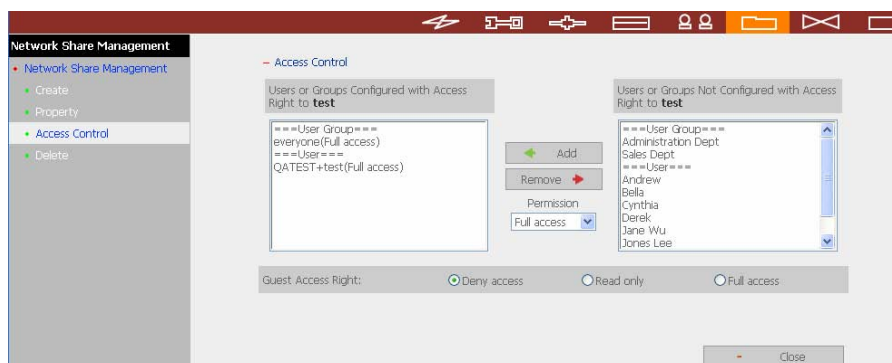 Network Share Management
Network Share Management
Create
Property
Access Control
Delete
– Access Control
Users or Groups Configured with Access
Right to test
===User Group===
everyone(Full access)
===User===
QATEST+test(Full access)
Add
Remove
Permission
Full access
Users or Groups Not Configured with Access
Right to test
===User Group===
Administration Dept
Sales Dept
===User===
Andrew
Bella
Cynthia
Derek
Jane Wu
Jones Lee
Guest Access Right:
Deny access
Read only
Full access
- Close